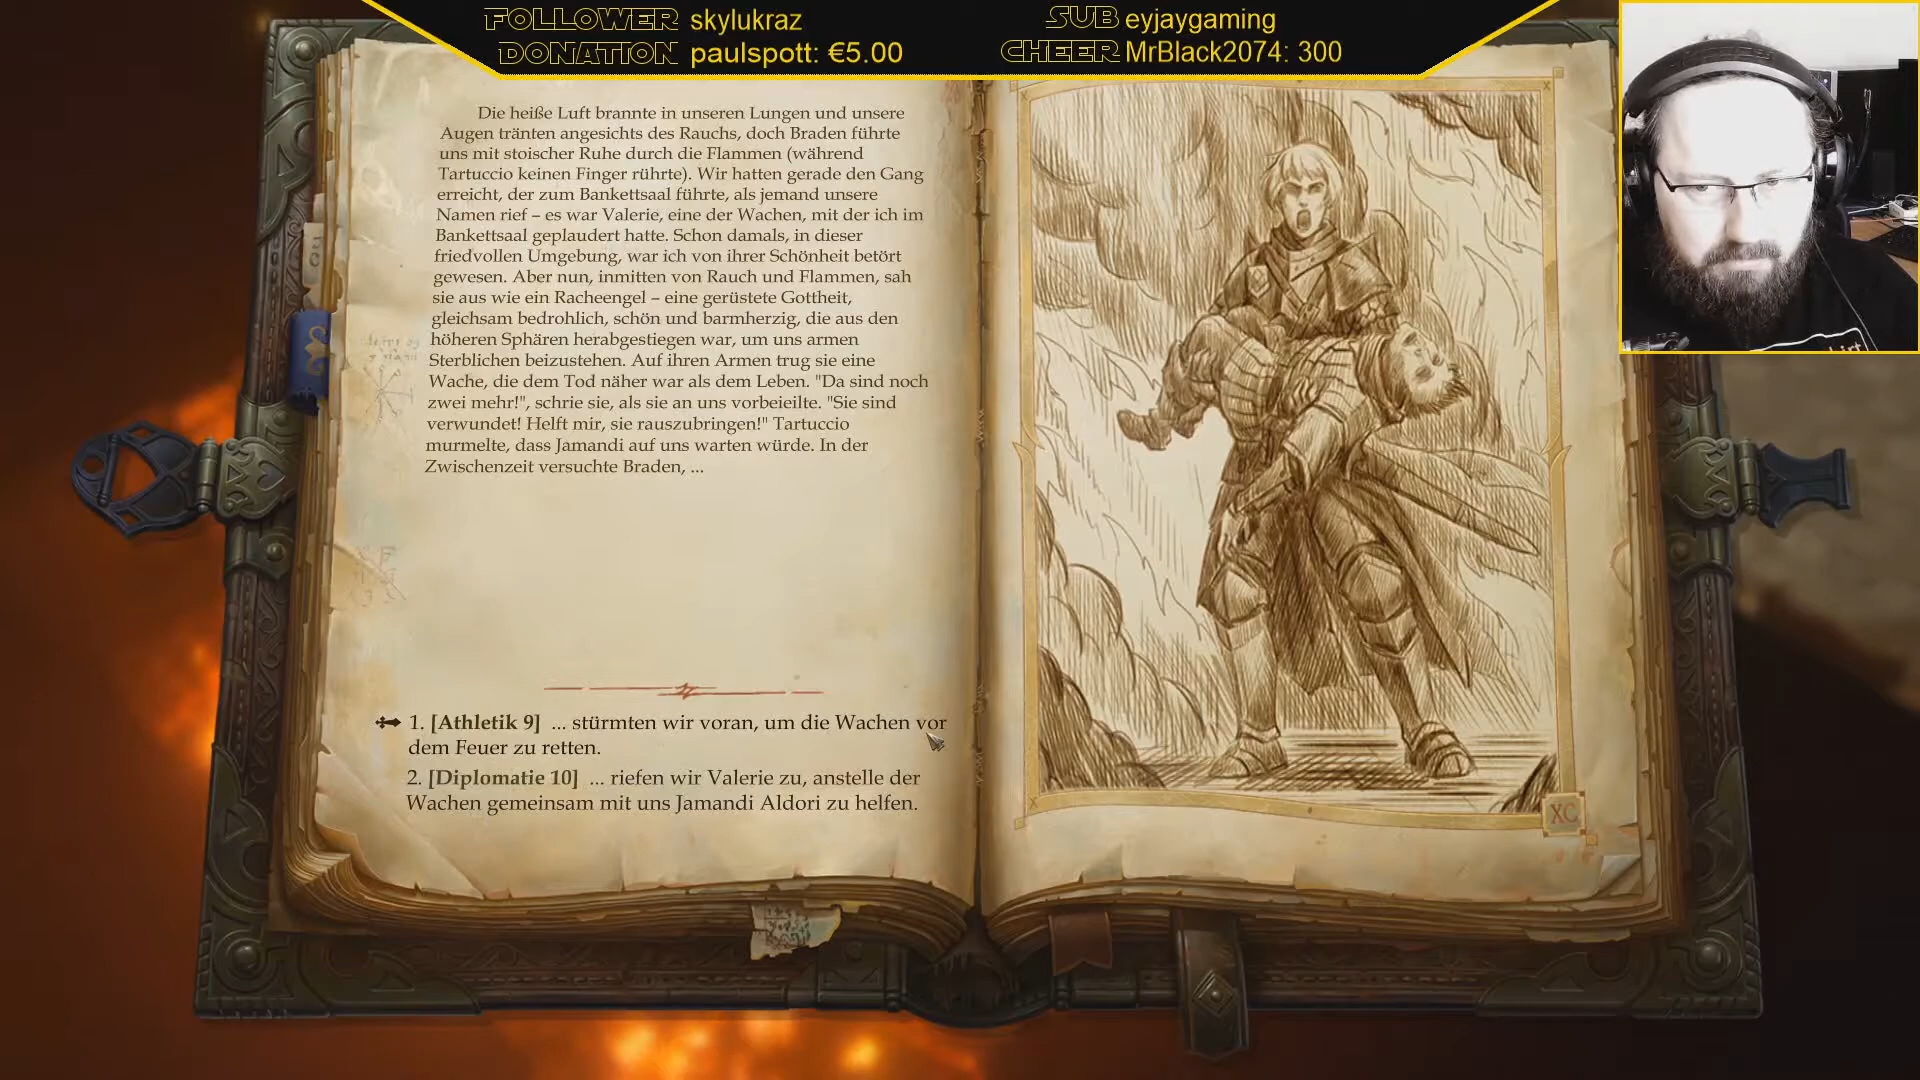 FOLLOWER skylukraz
DONATION paulspott: €5.00
SUB eyjaygaming
CHEER MrBlack2074: 300
Die heiße Luft brannte in unseren Lungen und unsere
Augen tränten angesichts des Rauchs, doch Braden führte
uns mit stoischer Ruhe durch die Flammen (während
Tartuccio keinen Finger rührte). Wir hatten gerade den Gang
erreicht, der zum Bankettsaal führte, als jemand unsere
Namen rief – es war Valerie, eine der Wachen, mit der ich im
Bankettsaal geplaudert hatte. Schon damals, in dieser
friedvollen Umgebung, war ich von ihrer Schönheit betört
gewesen. Aber nun, inmitten von Rauch und Flammen, sah
sie aus wie ein Racheengel – eine gerüstete Gottheit,
gleichsam bedrohlich, schön und barmherzig, die aus den
höheren Sphären herabgestiegen war, um uns armen
Sterblichen beizustehen. Auf ihren Armen trug sie eine
Wache, die dem Tod näher war als dem Leben. "Da sind noch
zwei mehr!", schrie sie, als sie an uns vorbeieilte. "Sie sind
verwundet! Helft mir, sie rauszubringen!" Tartuccio
murmelte, dass Jamandi auf uns warten würde. In der
Zwischenzeit versuchte Braden, ...
1. [Athletik 9] ... stürmten wir voran, um die Wachen vor
dem Feuer zu retten.
2. [Diplomatie 10] ... riefen wir Valerie zu, anstelle der
Wachen gemeinsam mit uns Jamandi Aldori zu helfen.
XC